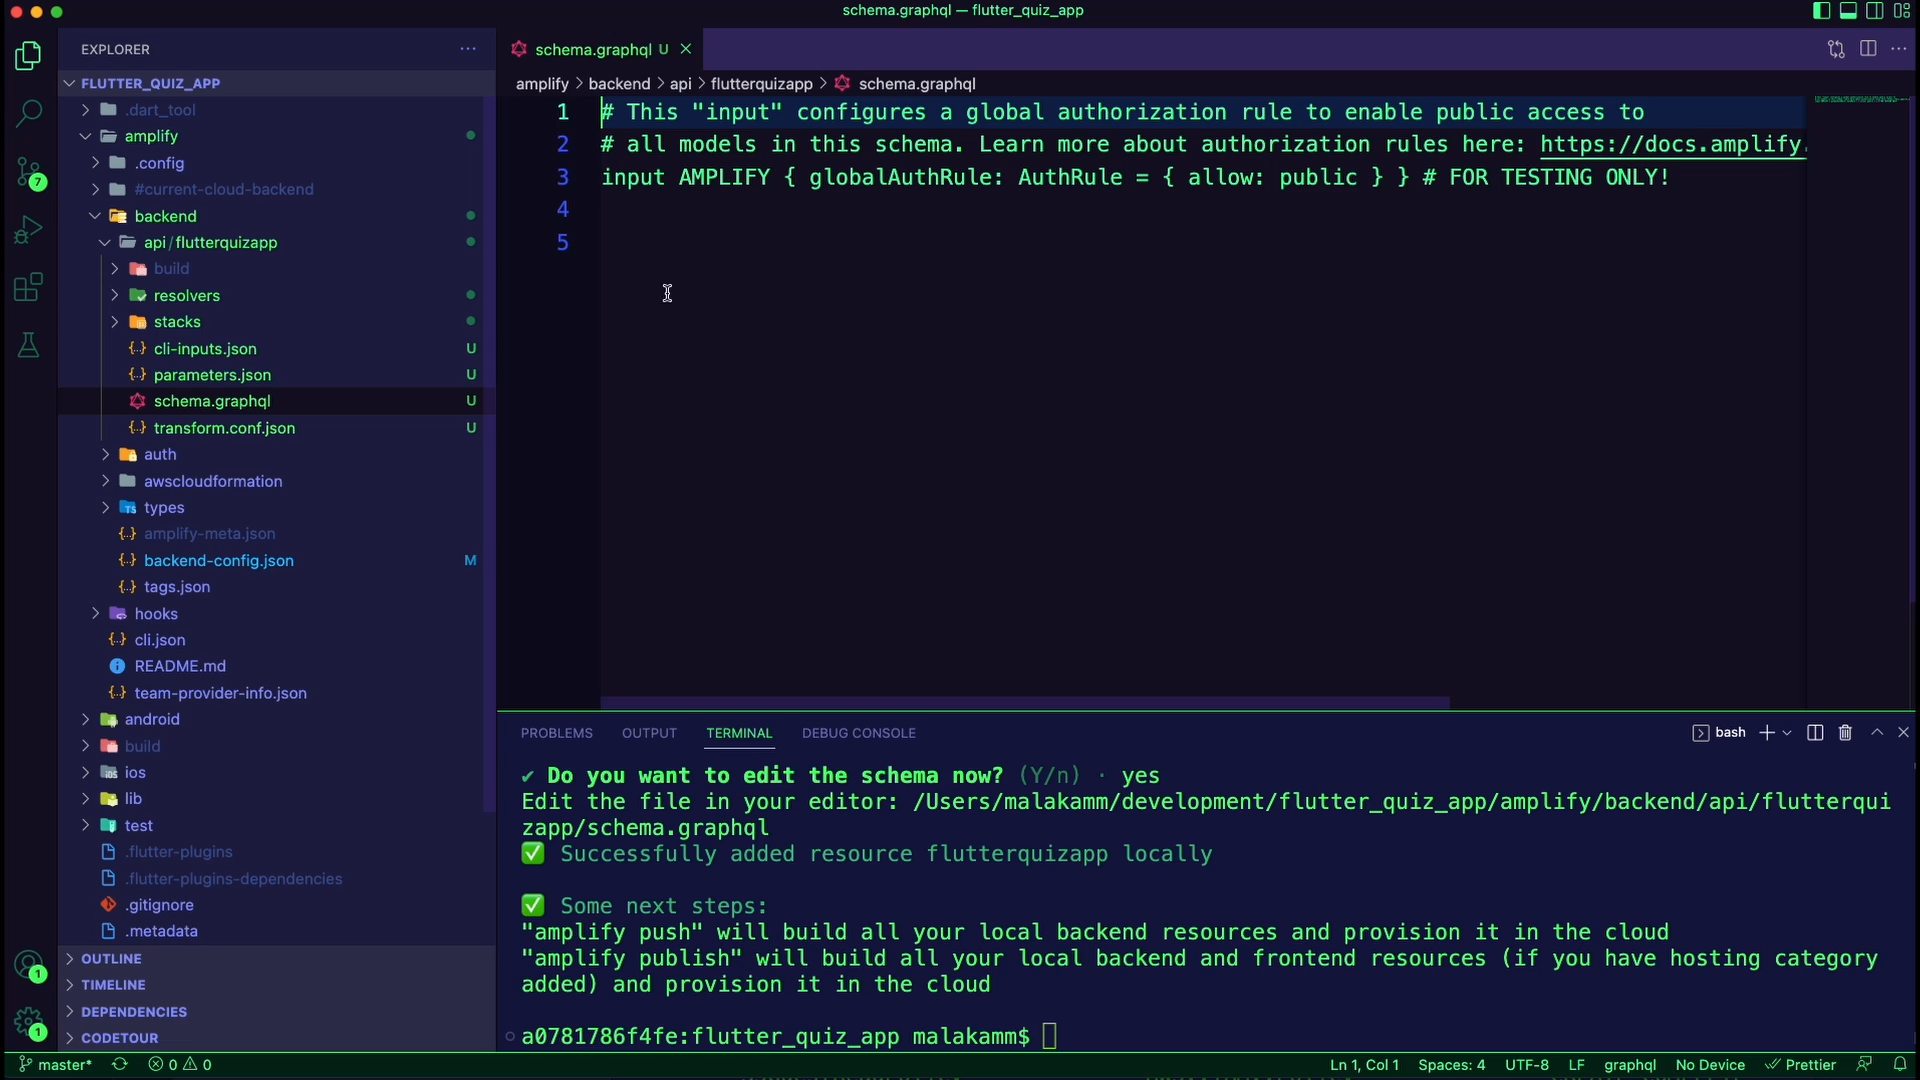 schema.graphql — flutter_quiz_app
EXPLORER
schema.graphql U
FLUTTER_QUIZ_APP
amplify > backend > api > flutterquizapp > schema.graphql
.dart_tool
amplify
.config
#current-cloud-backend
backend
api/flutterquizapp
build
resolvers
stacks
cli-inputs.json U
parameters.json U
schema.graphql U
transform.conf.json U
auth
awscloudformation
types
amplify-meta.json
backend-config.json M
tags.json
hooks
cli.json
README.md
team-provider-info.json
android
build
ios
lib
test
.flutter-plugins
.flutter-plugins-dependencies
.gitignore
.metadata
OUTLINE
TIMELINE
DEPENDENCIES
CODETOUR
7
1
1
1 # This "input" configures a global authorization rule to enable public access to
2 # all models in this schema. Learn more about authorization rules here: https://docs.amplify.
3 input AMPLIFY { globalAuthRule: AuthRule = { allow: public } } # FOR TESTING ONLY!
4
5
PROBLEMS OUTPUT TERMINAL DEBUG CONSOLE
bash
✔ Do you want to edit the schema now? (Y/n) · yes
Edit the file in your editor: /Users/malakamm/development/flutter_quiz_app/amplify/backend/api/flutterqui
zapp/schema.graphql
✅ Successfully added resource flutterquizapp locally
✅ Some next steps:
"amplify push" will build all your local backend resources and provision it in the cloud
"amplify publish" will build all your local backend and frontend resources (if you have hosting category
added) and provision it in the cloud
a0781786f4fe:flutter_quiz_app malakamm$
master* 0 0 Ln 1, Col 1 Spaces: 4 UTF-8 LF graphql No Device Prettier